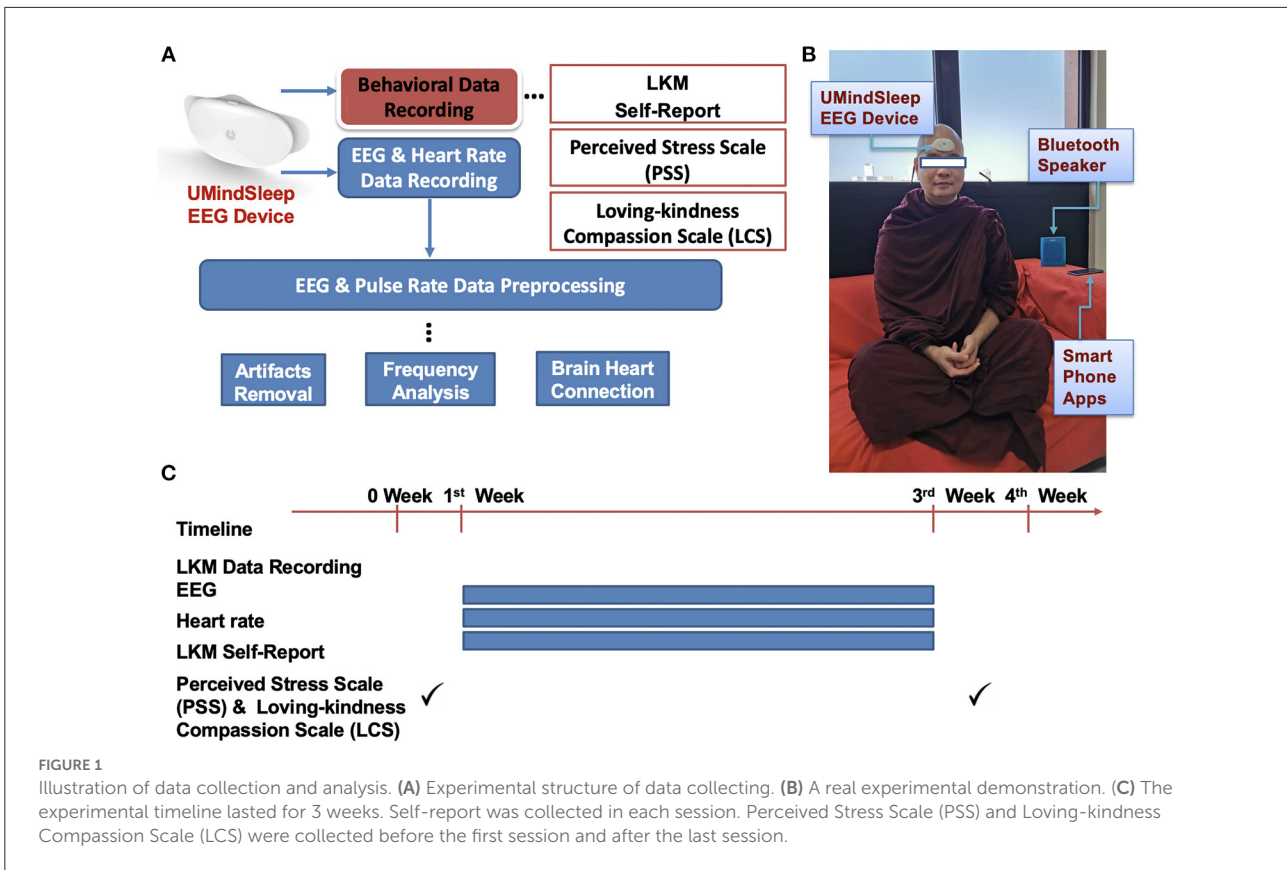 A
Behavioral Data
Recording
...
LKM
Self-Report
EEG & Heart Rate
Data Recording
Perceived Stress Scale
(PSS)
UMindSleep
EEG Device
Loving-kindness
Compassion Scale (LCS)
EEG & Pulse Rate Data Preprocessing
Artifacts
Removal
Frequency
Analysis
Brain Heart
Connection
B
UMindSleep
EEG Device
Bluetooth
Speaker
Smart
Phone
Apps
C
0 Week 1st Week 3rd Week 4th Week
Timeline
LKM Data Recording
EEG
Heart rate
LKM Self-Report
Perceived Stress Scale
(PSS) & Loving-kindness
Compassion Scale (LCS)
FIGURE 1
Illustration of data collection and analysis. (A) Experimental structure of data collecting. (B) A real experimental demonstration. (C) The
experimental timeline lasted for 3 weeks. Self-report was collected in each session. Perceived Stress Scale (PSS) and Loving-kindness
Compassion Scale (LCS) were collected before the first session and after the last session.